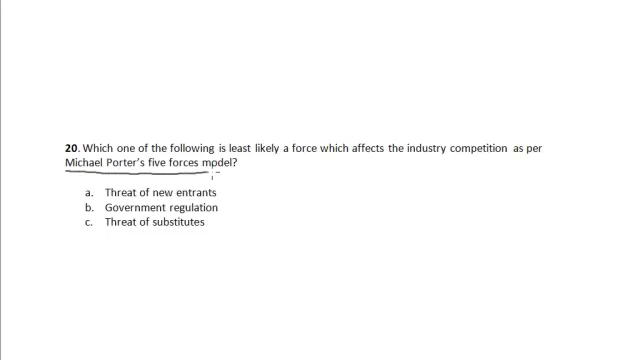 20. Which one of the following is least likely a force which affects the industry competition as per
Michael Porter's five forces model?
a. Threat of new entrants
b. Government regulation
c. Threat of substitutes